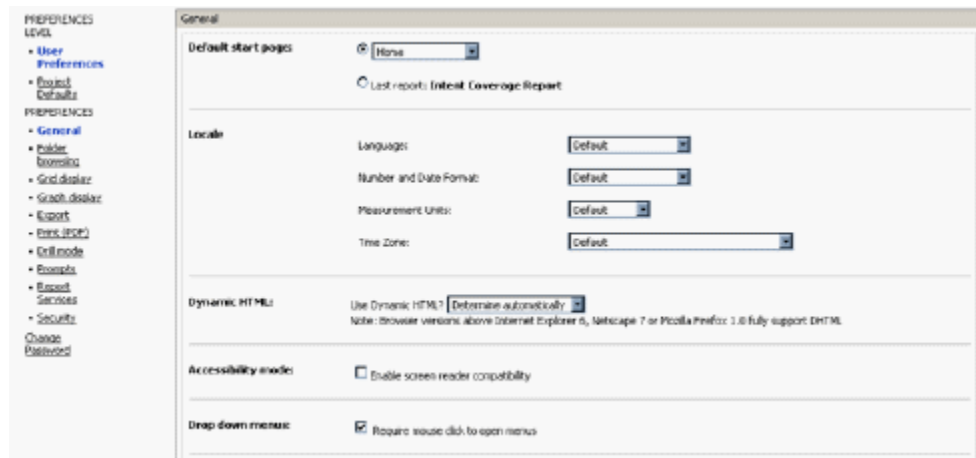 PREFERENCES
LEVEL
• User
Preferences
• Project
Defaults
PREFERENCES
• General
• Folder
browsing
• Grid display
• Graph display
• Export
• Print (PDF)
• Drill mode
• Prompts
• Report
Services
• Security
Change
Password
General
Default start page:
Home
Last report: Intent Coverage Report
Locale
Language: Default
Number and Date Format: Default
Measurement Units: Default
Time Zone: Default
Dynamic HTML:
Use Dynamic HTML? Determine automatically
Note: Browser versions above Internet Explorer 6, Netscape 7 or Mozilla Firefox 1.0 fully support DHTML
Accessibility mode:
Enable screen reader compatibility
Drop down menus:
Require mouse click to open menus